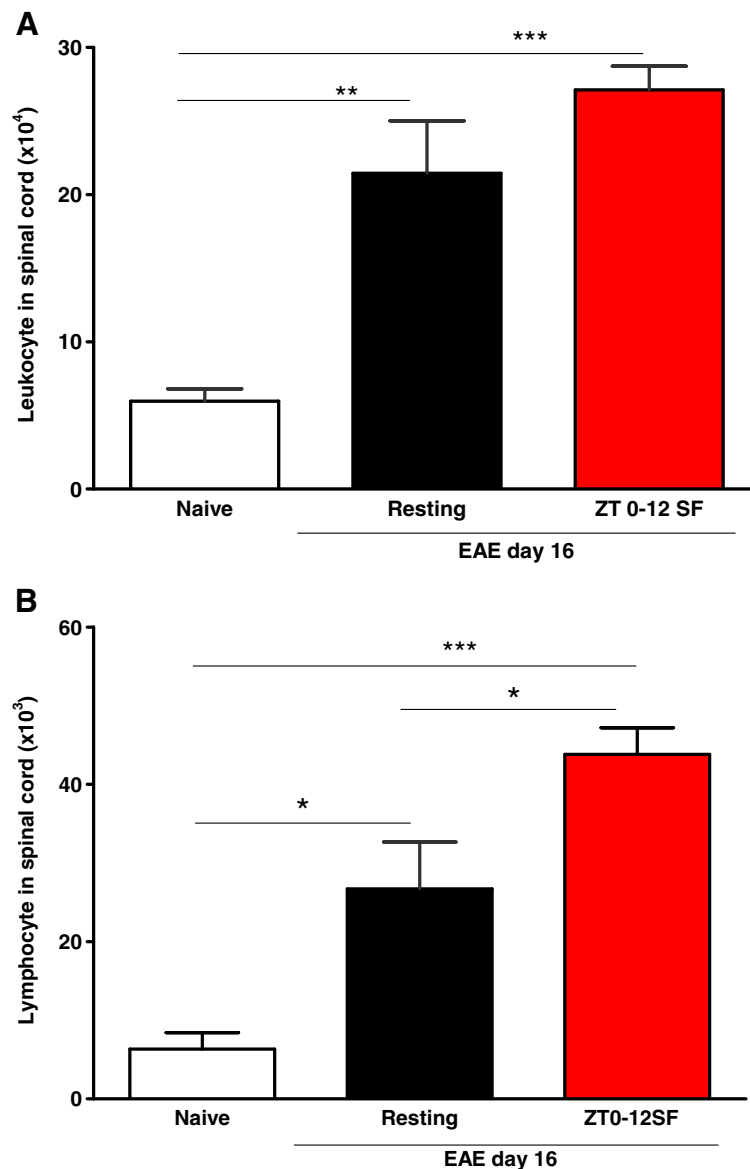 A
Leukocyte in spinal cord (x10⁴)
30
20
10
0
***
**
Naive Resting ZT 0-12 SF
EAE day 16
B
Lymphocyte in spinal cord (x10³)
60
40
20
0
***
*
*
Naive Resting ZT0-12SF
EAE day 16